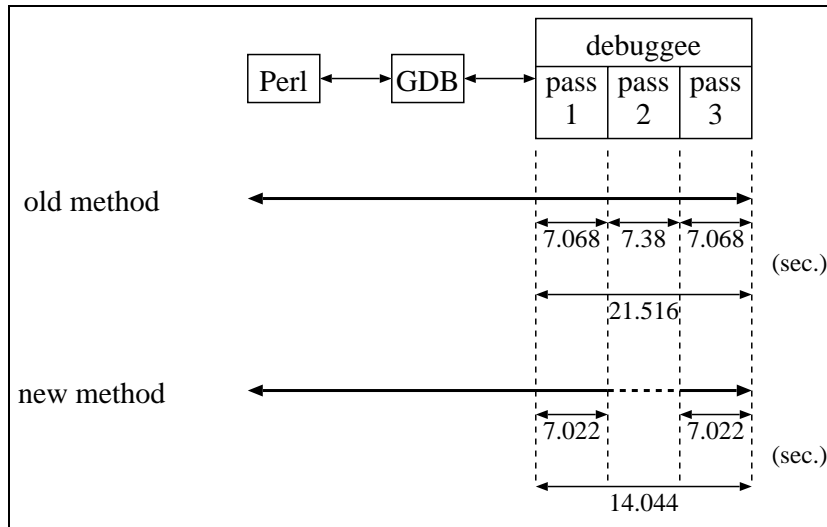 debuggee
Perl GDB pass pass pass
1 2 3
old method
7.068 7.38 7.068
(sec.)
21.516
new method
7.022 7.022
(sec.)
14.044